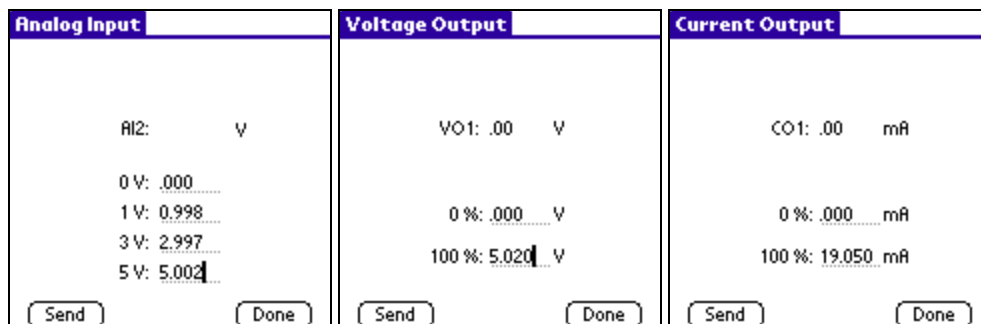 Analog Input
AI2: V
0 V: .000
1 V: 0.998
3 V: 2.997
5 V: 5.002
Send Done
Voltage Output
VO1: .00 V
0 %: .000 V
100 %: 5.020 V
Send Done
Current Output
CO1: .00 mA
0 %: .000 mA
100 %: 19.050 mA
Send Done